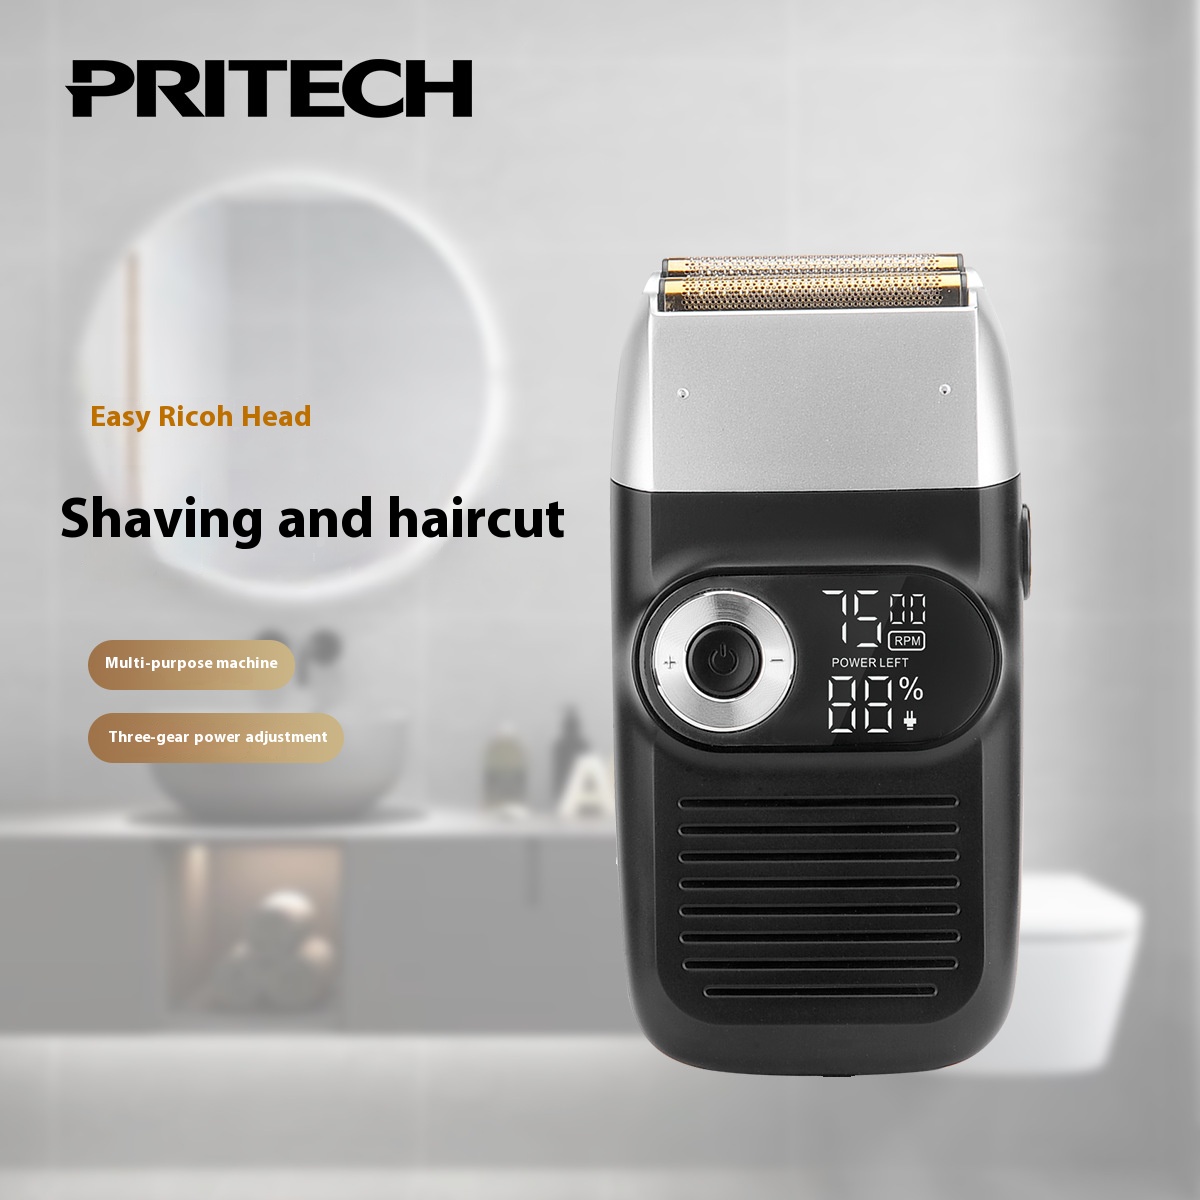 PRITECH
Easy Ricoh Head
Shaving and haircut
Multi-purpose machine
Three-gear power adjustment
+ −
7500
RPM
POWER LEFT
88%